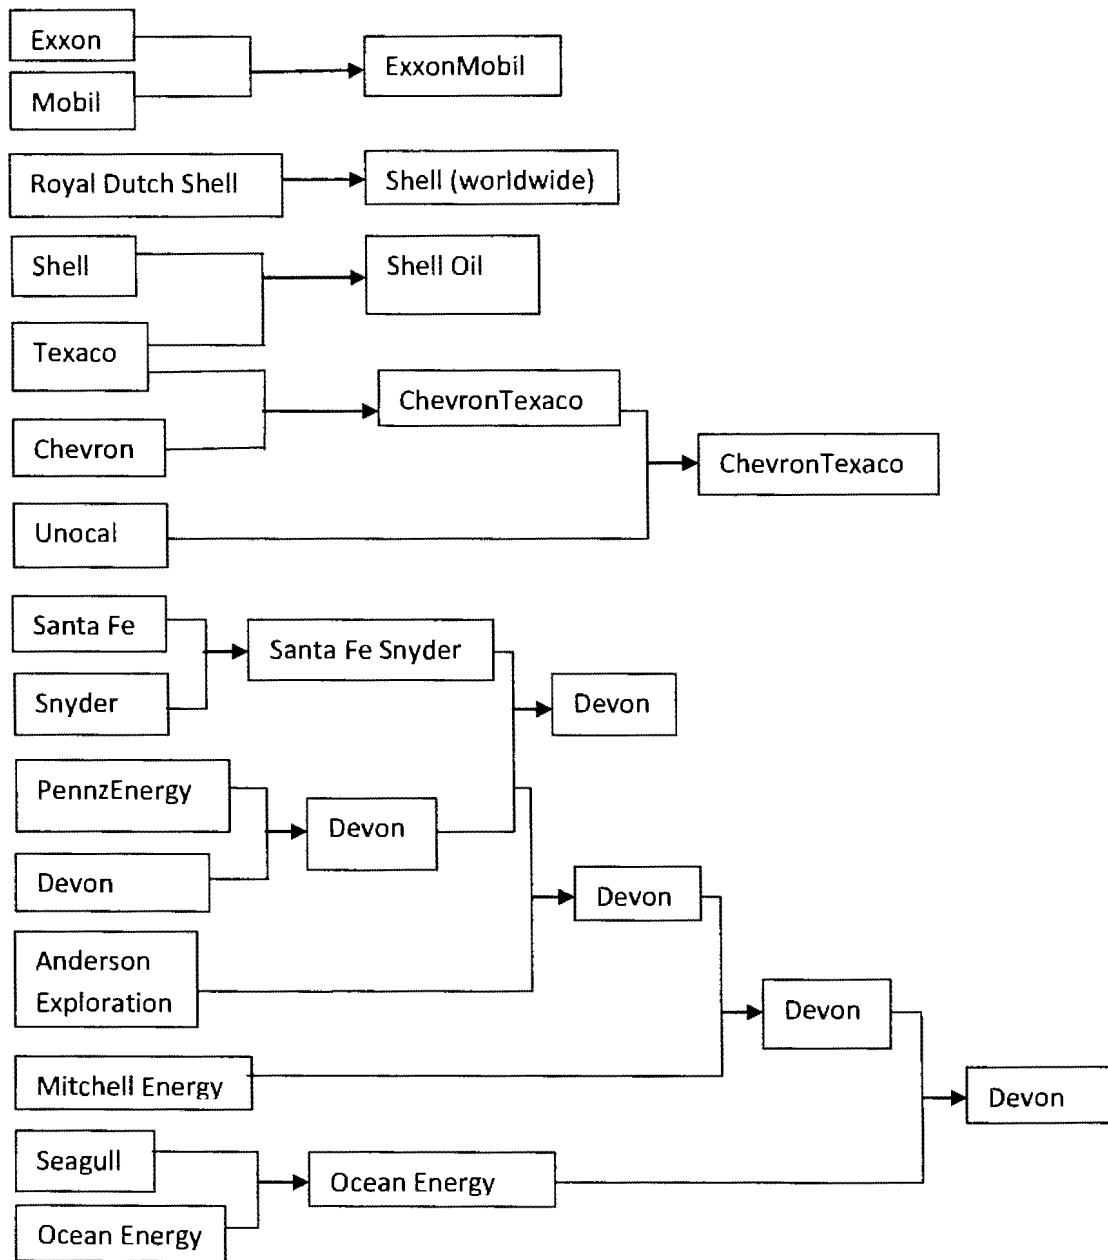 Exxon
Mobil
ExxonMobil
Royal Dutch Shell
Shell (worldwide)
Shell
Shell Oil
Texaco
ChevronTexaco
Chevron
ChevronTexaco
Unocal
Santa Fe
Santa Fe Snyder
Snyder
Devon
PennzEnergy
Devon
Devon
Devon
Anderson
Exploration
Devon
Mitchell Energy
Devon
Seagull
Ocean Energy
Ocean Energy